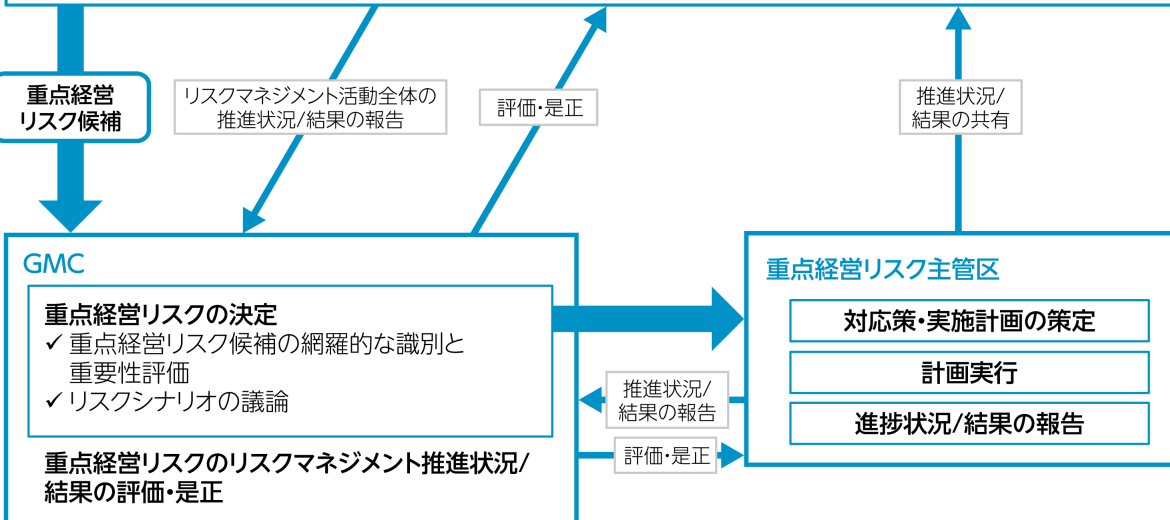 重点経営
リスク候補
リスクマネジメント活動全体の
推進状況/結果の報告
評価・是正
推進状況/
結果の共有
GMC
重点経営リスクの決定
✓ 重点経営リスク候補の網羅的な識別と
重要性評価
✓ リスクシナリオの議論
重点経営リスクのリスクマネジメント推進状況/
結果の評価・是正
推進状況/
結果の報告
評価・是正
重点経営リスク主管区
対応策・実施計画の策定
計画実行
進捗状況/結果の報告